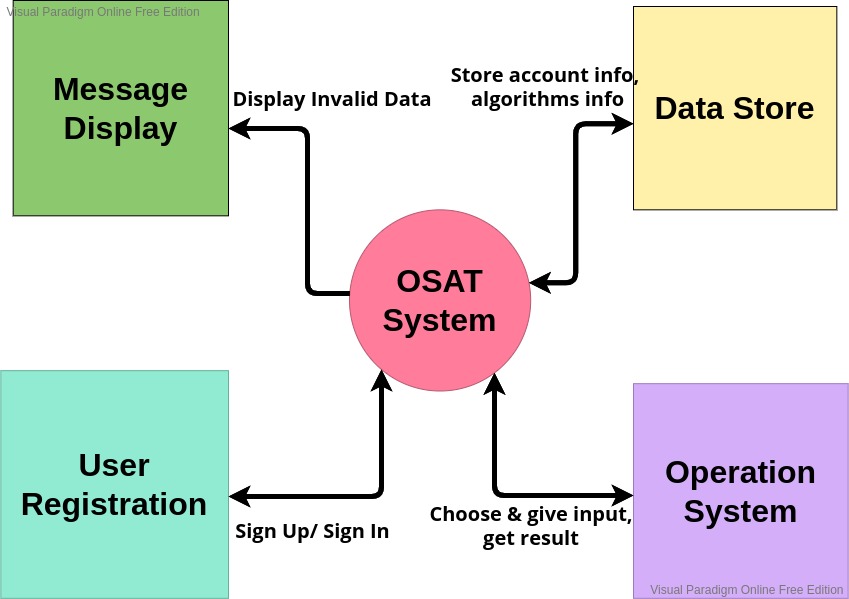 Visual Paradigm Online Free Edition
Message
Display
Display Invalid Data
Store account info,
algorithms info
Data Store
OSAT
System
User
Registration
Sign Up/ Sign In
Choose & give input,
get result
Operation
System
Visual Paradigm Online Free Edition